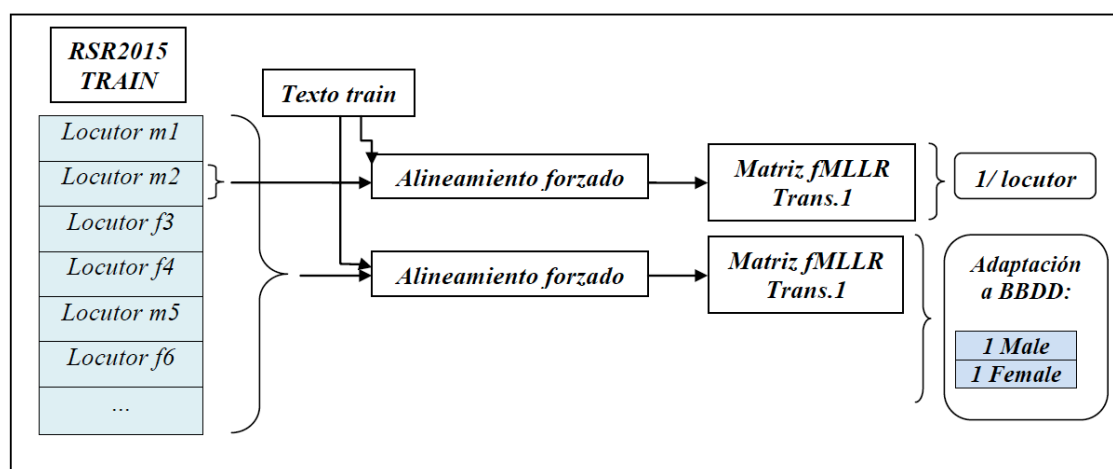 RSR2015
TRAIN
Texto train
Locutor m1
Locutor m2
Locutor f3
Locutor f4
Locutor m5
Locutor f6
...
Alineamiento forzado
Matriz fMLLR
Trans.1
1/ locutor
Alineamiento forzado
Matriz fMLLR
Trans.1
Adaptación
a BBDD:
1 Male
1 Female